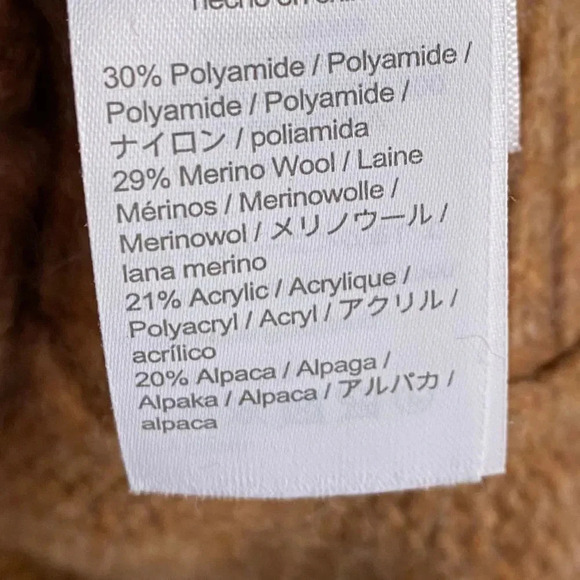 30% Polyamide / Polyamide /
Polyamide / Polyamide /
ナイロン / poliamida
29% Merino Wool / Laine
Mérinos / Merinowolle /
Merinowol / メリノウール /
lana merino
21% Acrylic / Acrylique /
Polyacryl / Acryl / アクリル /
acrílico
20% Alpaca / Alpaga /
Alpaka / Alpaca / アルパカ /
alpaca